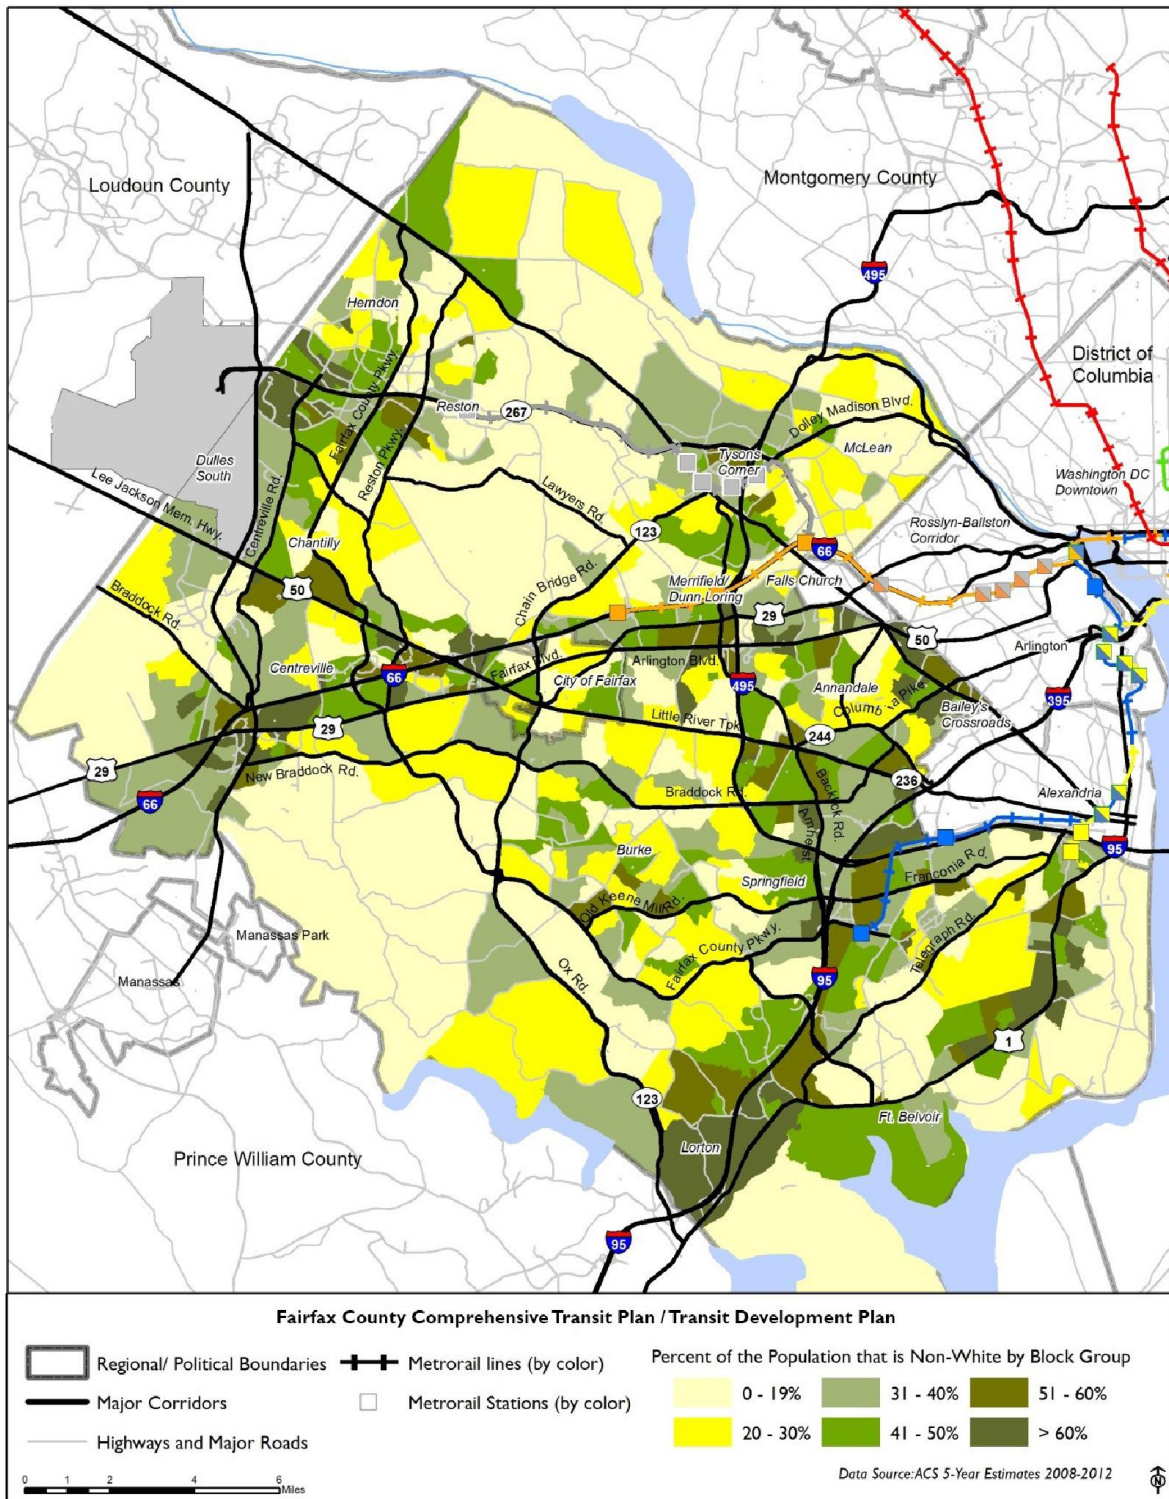 Loudoun County
Montgomery County
495
Herndon
District of
Columbia
Fairfax County Pkwy.
Reston
267
Dolley Madison Blvd.
McLean
Reston Pkwy.
Tysons
Corner
Dulles
South
Washington DC
Downtown
Lee Jackson Mem. Hwy.
Centreville Rd.
Lawyers Rd.
123
Rosslyn-Ballston
Corridor
Chantilly
66
Merrifield/
Dunn Loring
Falls Church
Chain Bridge Rd.
50
Braddock Rd.
29
50
Arlington
Centreville
66
Fairfax Blvd.
Arlington Blvd.
City of Fairfax
495
Annandale
Columbia Pike
395
Bailey's
Crossroads
Little River Tpk.
29
244
29
New Braddock Rd.
236
66
Braddock Rd.
Backlick Rd.
Alexandria
Amherst
95
Burke
Franconia Rd.
Springfield
Old Keene Mill Rd.
Manassas Park
Fairfax County Pkwy.
Telegraph Rd.
Manassas
Ox Rd.
95
1
123
Ft. Belvoir
Lorton
Prince William County
95
Fairfax County Comprehensive Transit Plan / Transit Development Plan
Regional/ Political Boundaries
Metrorail lines (by color)
Major Corridors
Metrorail Stations (by color)
Highways and Major Roads
0 1 2 4 6
Miles
Percent of the Population that is Non-White by Block Group
0 - 19% 31 - 40% 51 - 60%
20 - 30% 41 - 50% > 60%
Data Source: ACS 5-Year Estimates 2008-2012
N